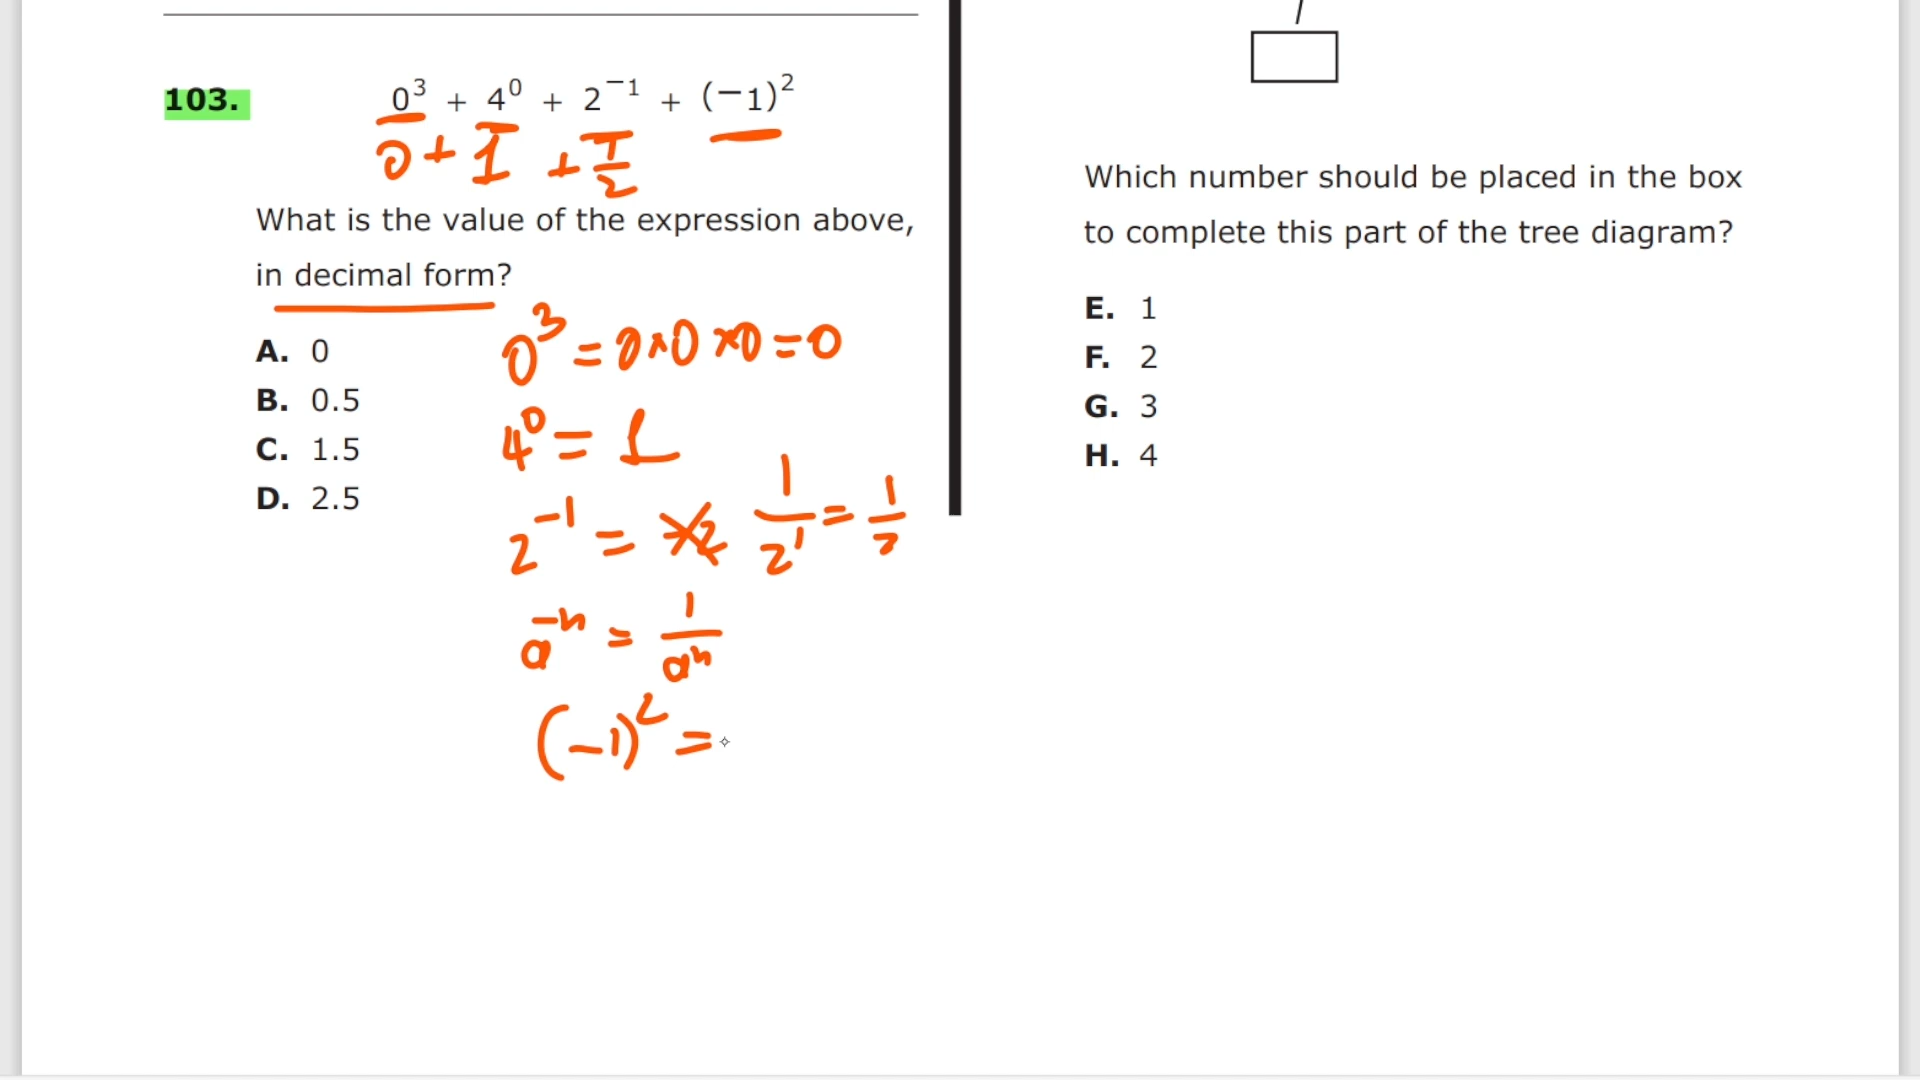 103. 0³ + 4⁰ + 2⁻¹ + (−1)²
0 + 1 + 1/2
What is the value of the expression above,
in decimal form?
A. 0
B. 0.5
C. 1.5
D. 2.5
0³ = 0×0×0 = 0
4⁰ = 1
2⁻¹ = 1/2¹ = 1/2
a⁻ⁿ = 1/aⁿ
(−1)² =
Which number should be placed in the box
to complete this part of the tree diagram?
E. 1
F. 2
G. 3
H. 4